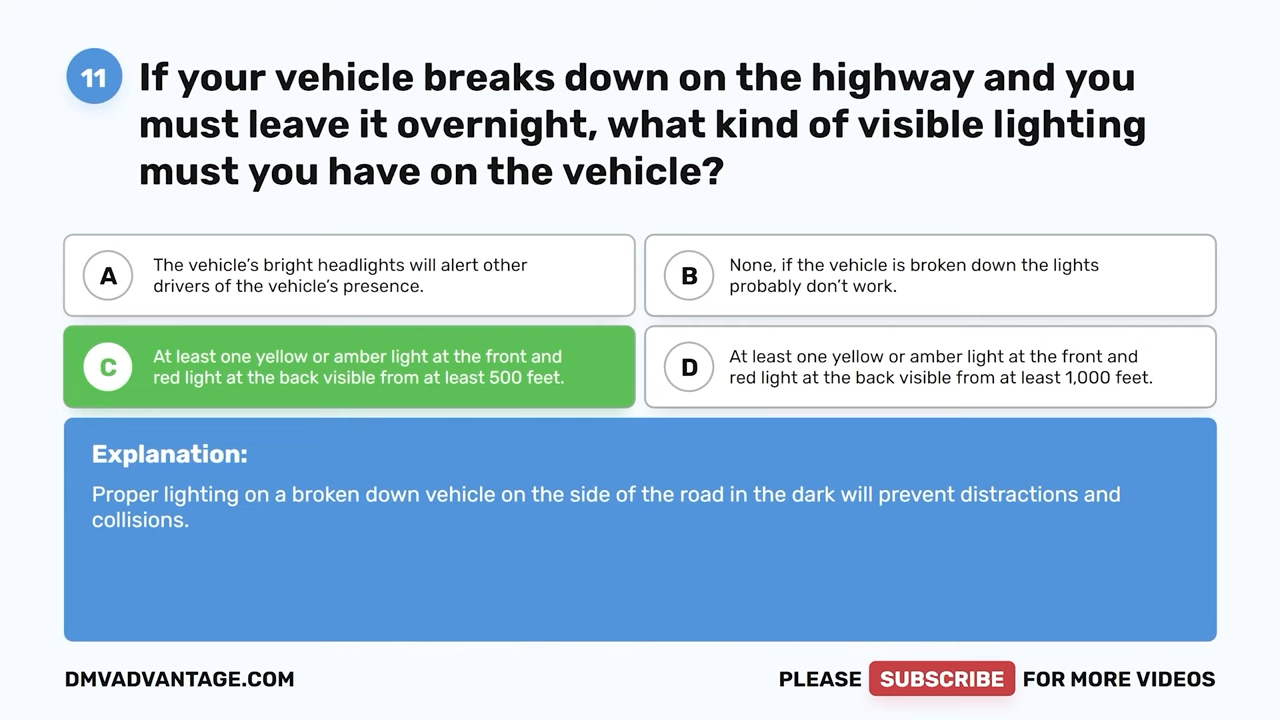 11
If your vehicle breaks down on the highway and you
must leave it overnight, what kind of visible lighting
must you have on the vehicle?
A
The vehicle's bright headlights will alert other
drivers of the vehicle's presence.
B
None, if the vehicle is broken down the lights
probably don't work.
C
At least one yellow or amber light at the front and
red light at the back visible from at least 500 feet.
D
At least one yellow or amber light at the front and
red light at the back visible from at least 1,000 feet.
Explanation:
Proper lighting on a broken down vehicle on the side of the road in the dark will prevent distractions and
collisions.
DMVADVANTAGE.COM
PLEASE SUBSCRIBE FOR MORE VIDEOS